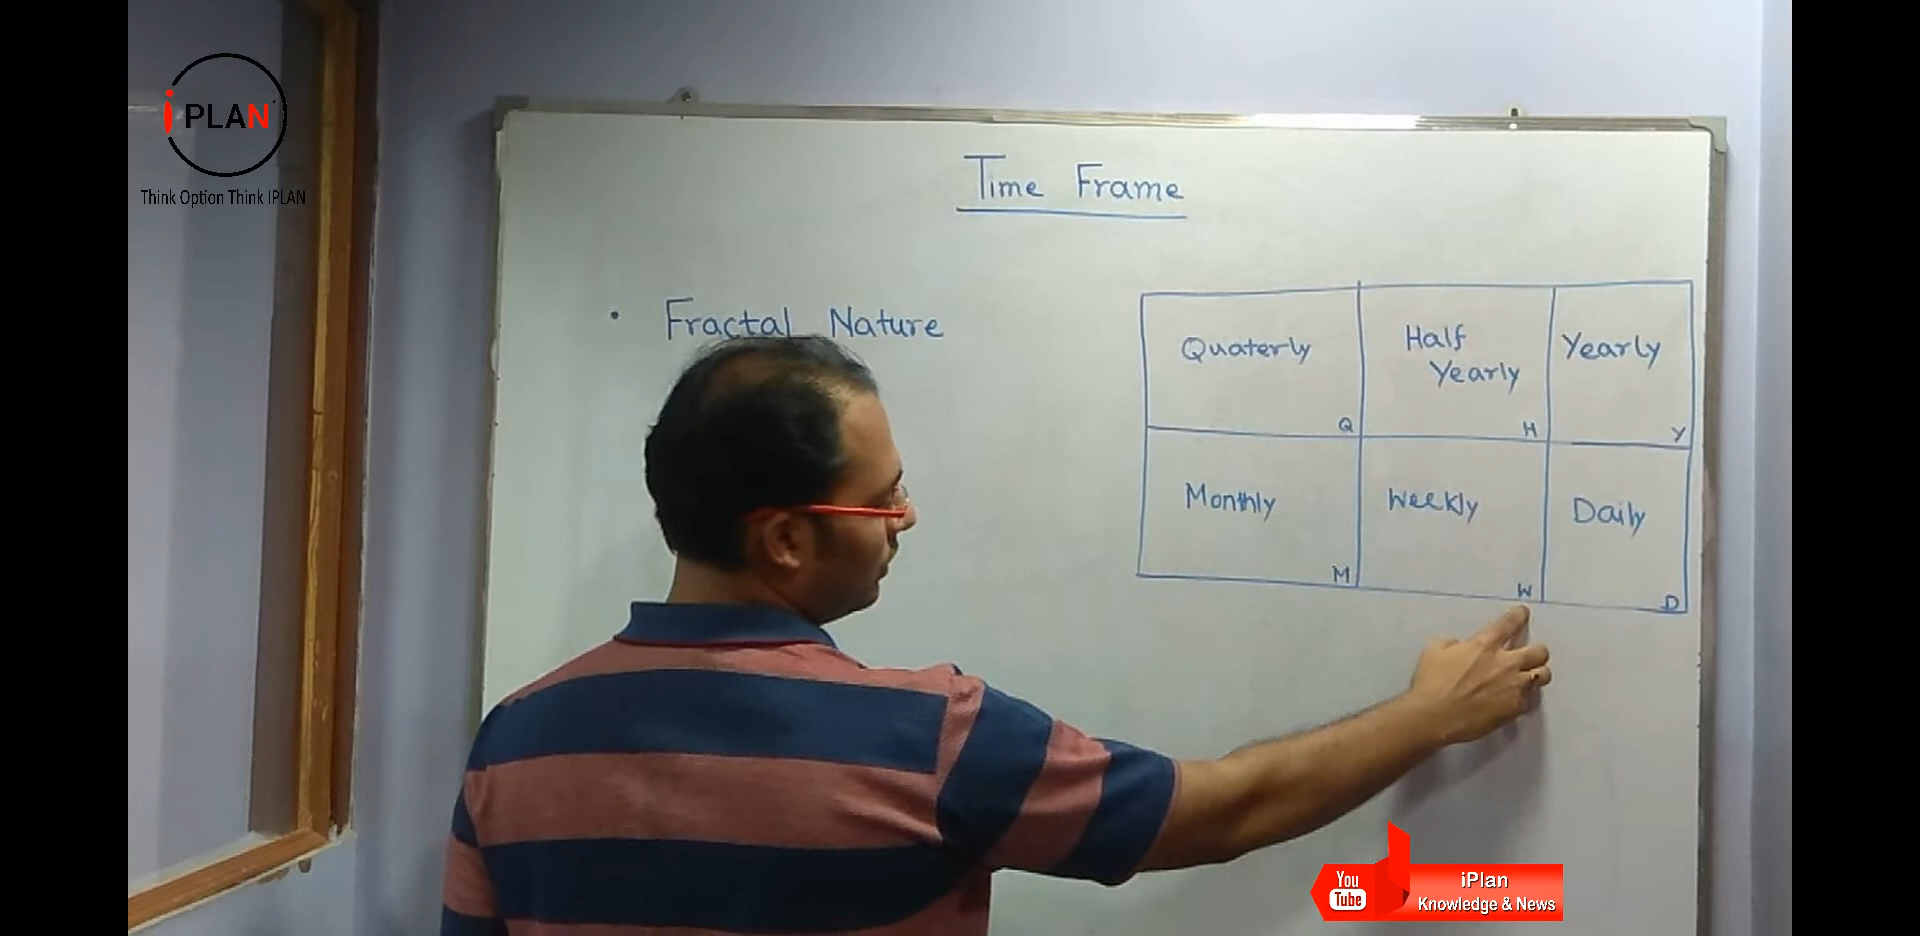 iPLAN
Think Option Think IPLAN
Time Frame
• Fractal Nature
Quaterly
Q
Half
Yearly
H
Yearly
Y
Monthly
M
Weekly
W
Daily
D
You
Tube
iPlan
Knowledge & News